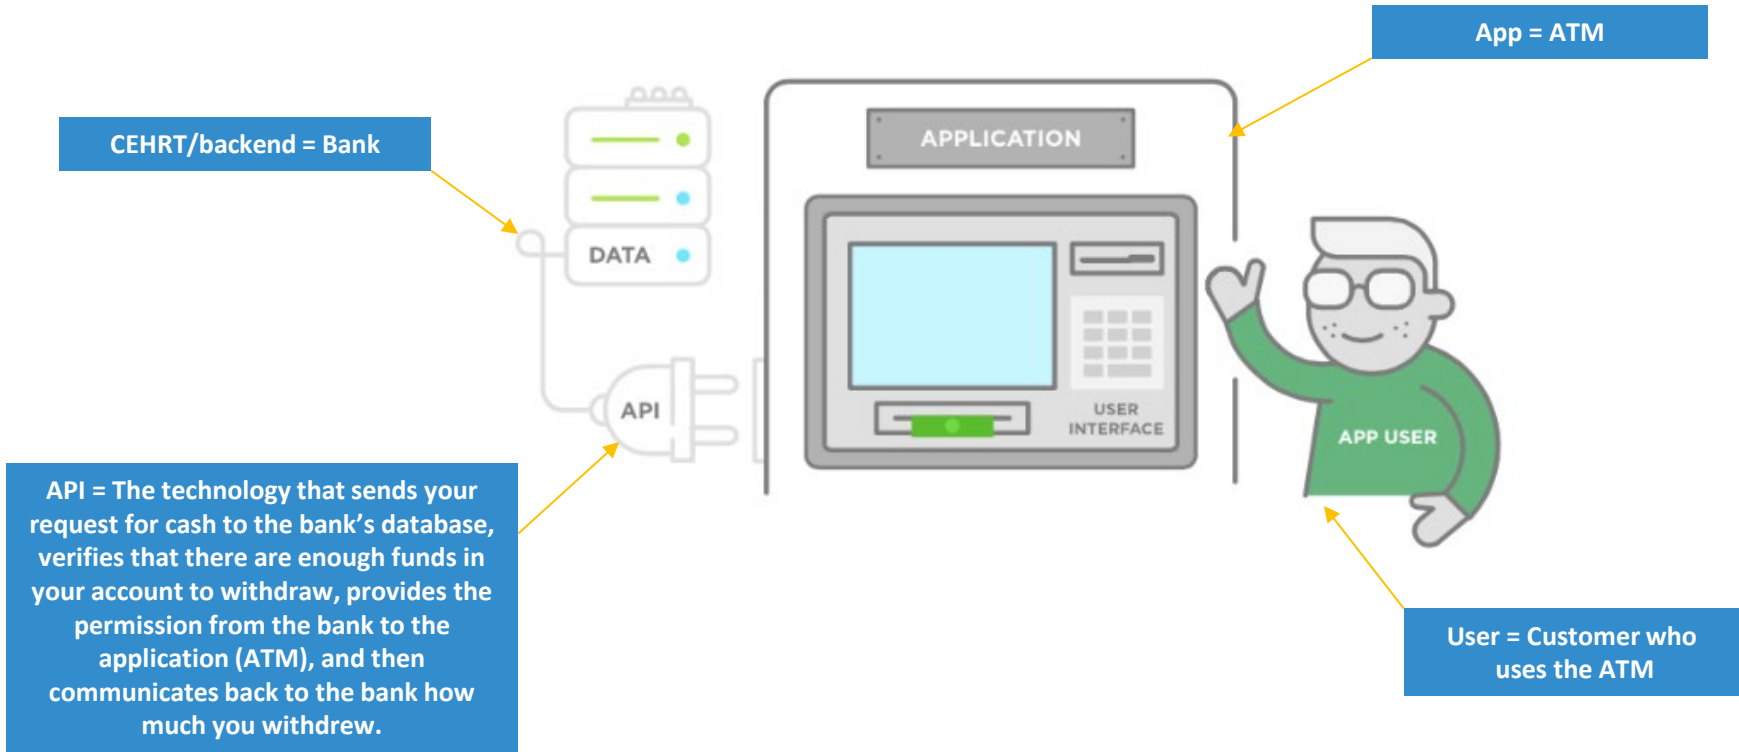 App = ATM
CEHRT/backend = Bank
APPLICATION
DATA
API
USER
INTERFACE
APP USER
API = The technology that sends your
request for cash to the bank’s database,
verifies that there are enough funds in
your account to withdraw, provides the
permission from the bank to the
application (ATM), and then
communicates back to the bank how
much you withdrew.
User = Customer who
uses the ATM